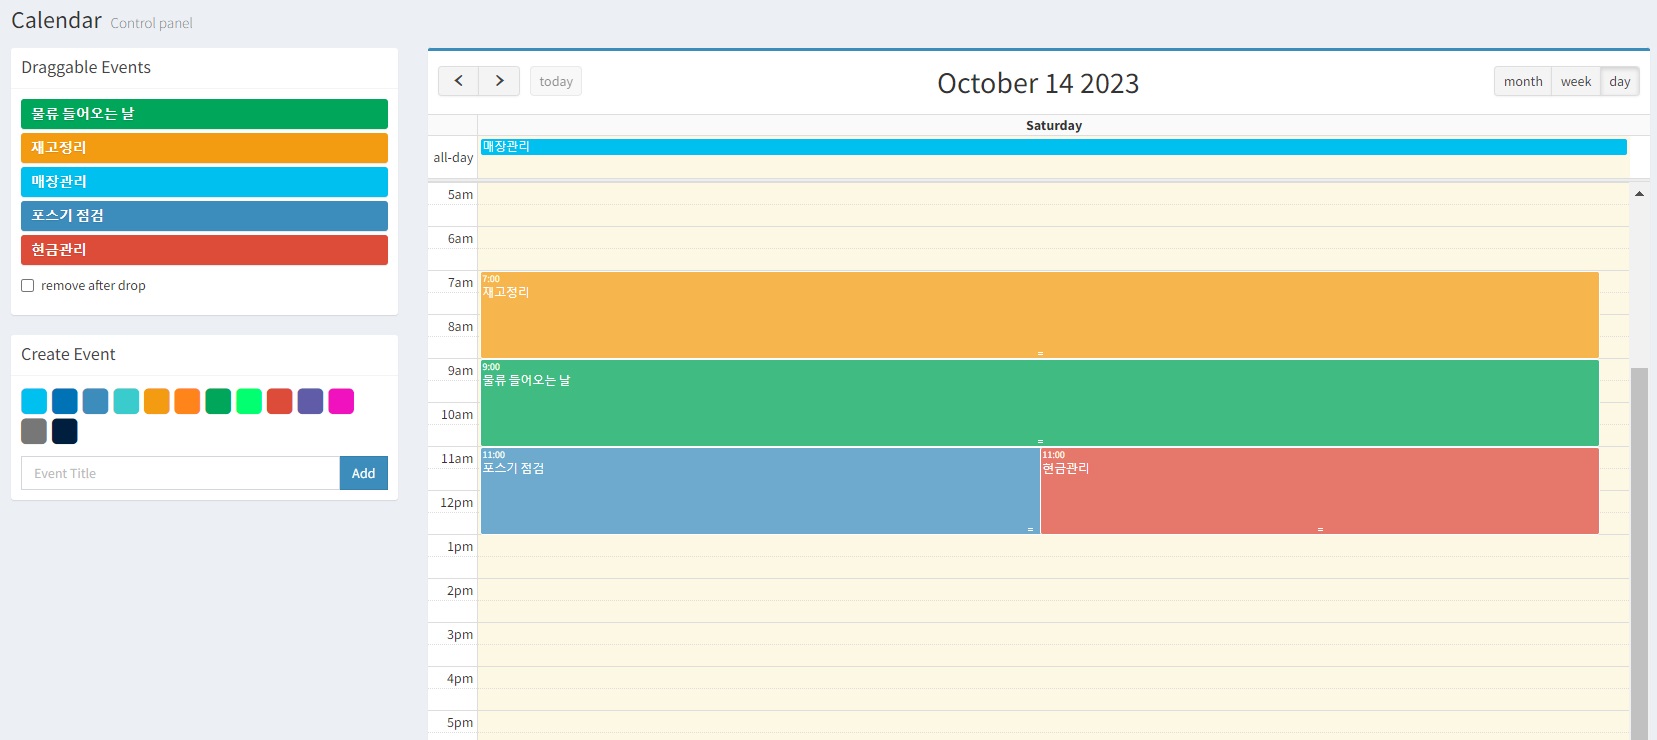 Calendar Control panel
Draggable Events
물류 들어오는 날
재고정리
매장관리
포스기 점검
현금관리
remove after drop
Create Event
Event Title
Add
today
October 14 2023
month week day
Saturday
all-day
매장관리
5am
6am
7am
7:00
재고정리
8am
9am
9:00
물류 들어오는 날
10am
11am
11:00
포스기 점검
11:00
현금관리
12pm
1pm
2pm
3pm
4pm
5pm